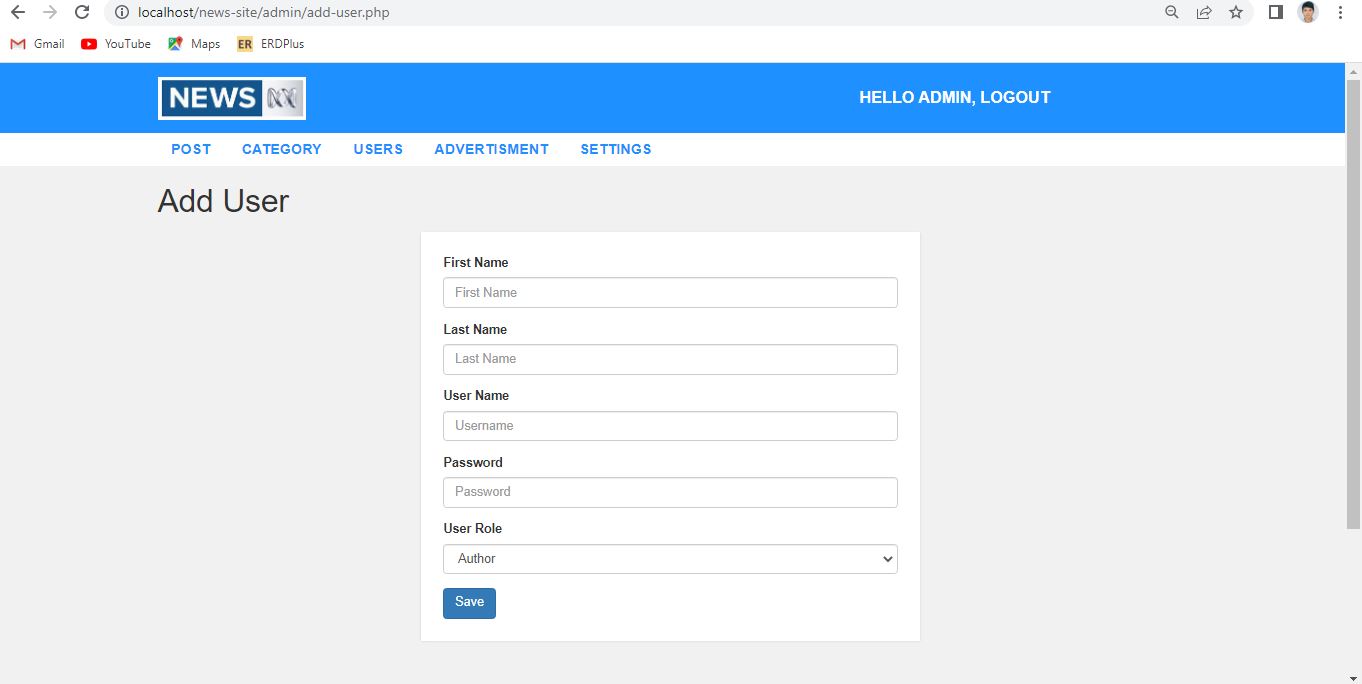 localhost/news-site/admin/add-user.php
Gmail YouTube Maps ER ERDPlus
NEWS
HELLO ADMIN, LOGOUT
POST CATEGORY USERS ADVERTISMENT SETTINGS
Add User
First Name
First Name
Last Name
Last Name
User Name
Username
Password
Password
User Role
Author
Save